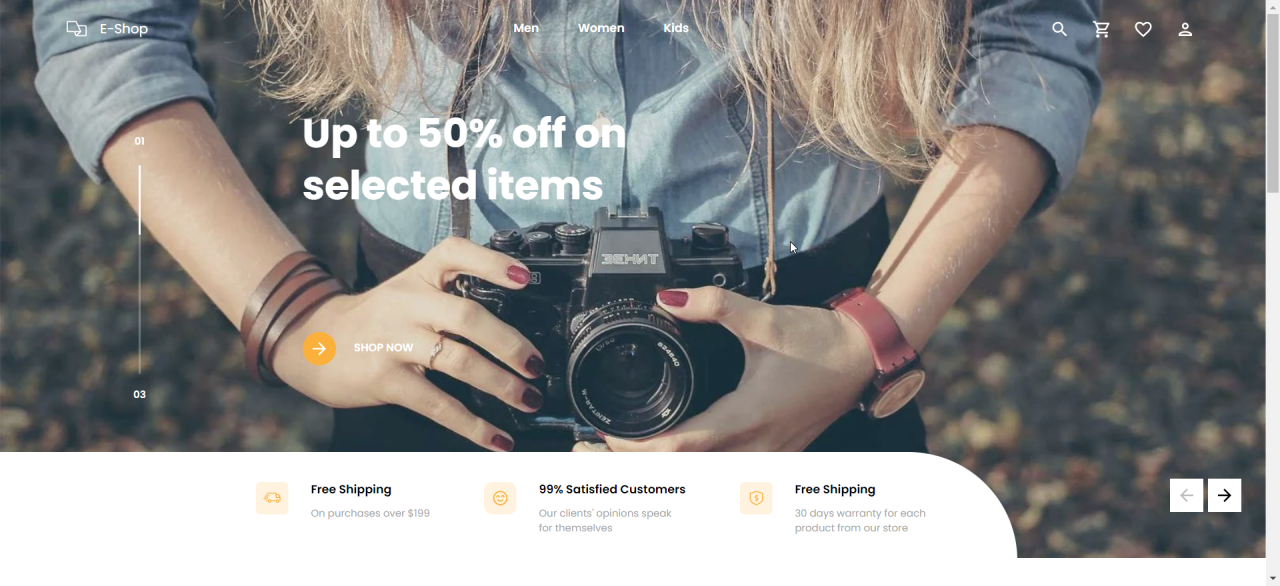 E-Shop
Men
Women
Kids
01
Up to 50% off on
selected items
ЗЕНИТ
SHOP NOW
03
Free Shipping
On purchases over $199
99% Satisfied Customers
Our clients' opinions speak
for themselves
Free Shipping
30 days warranty for each
product from our store